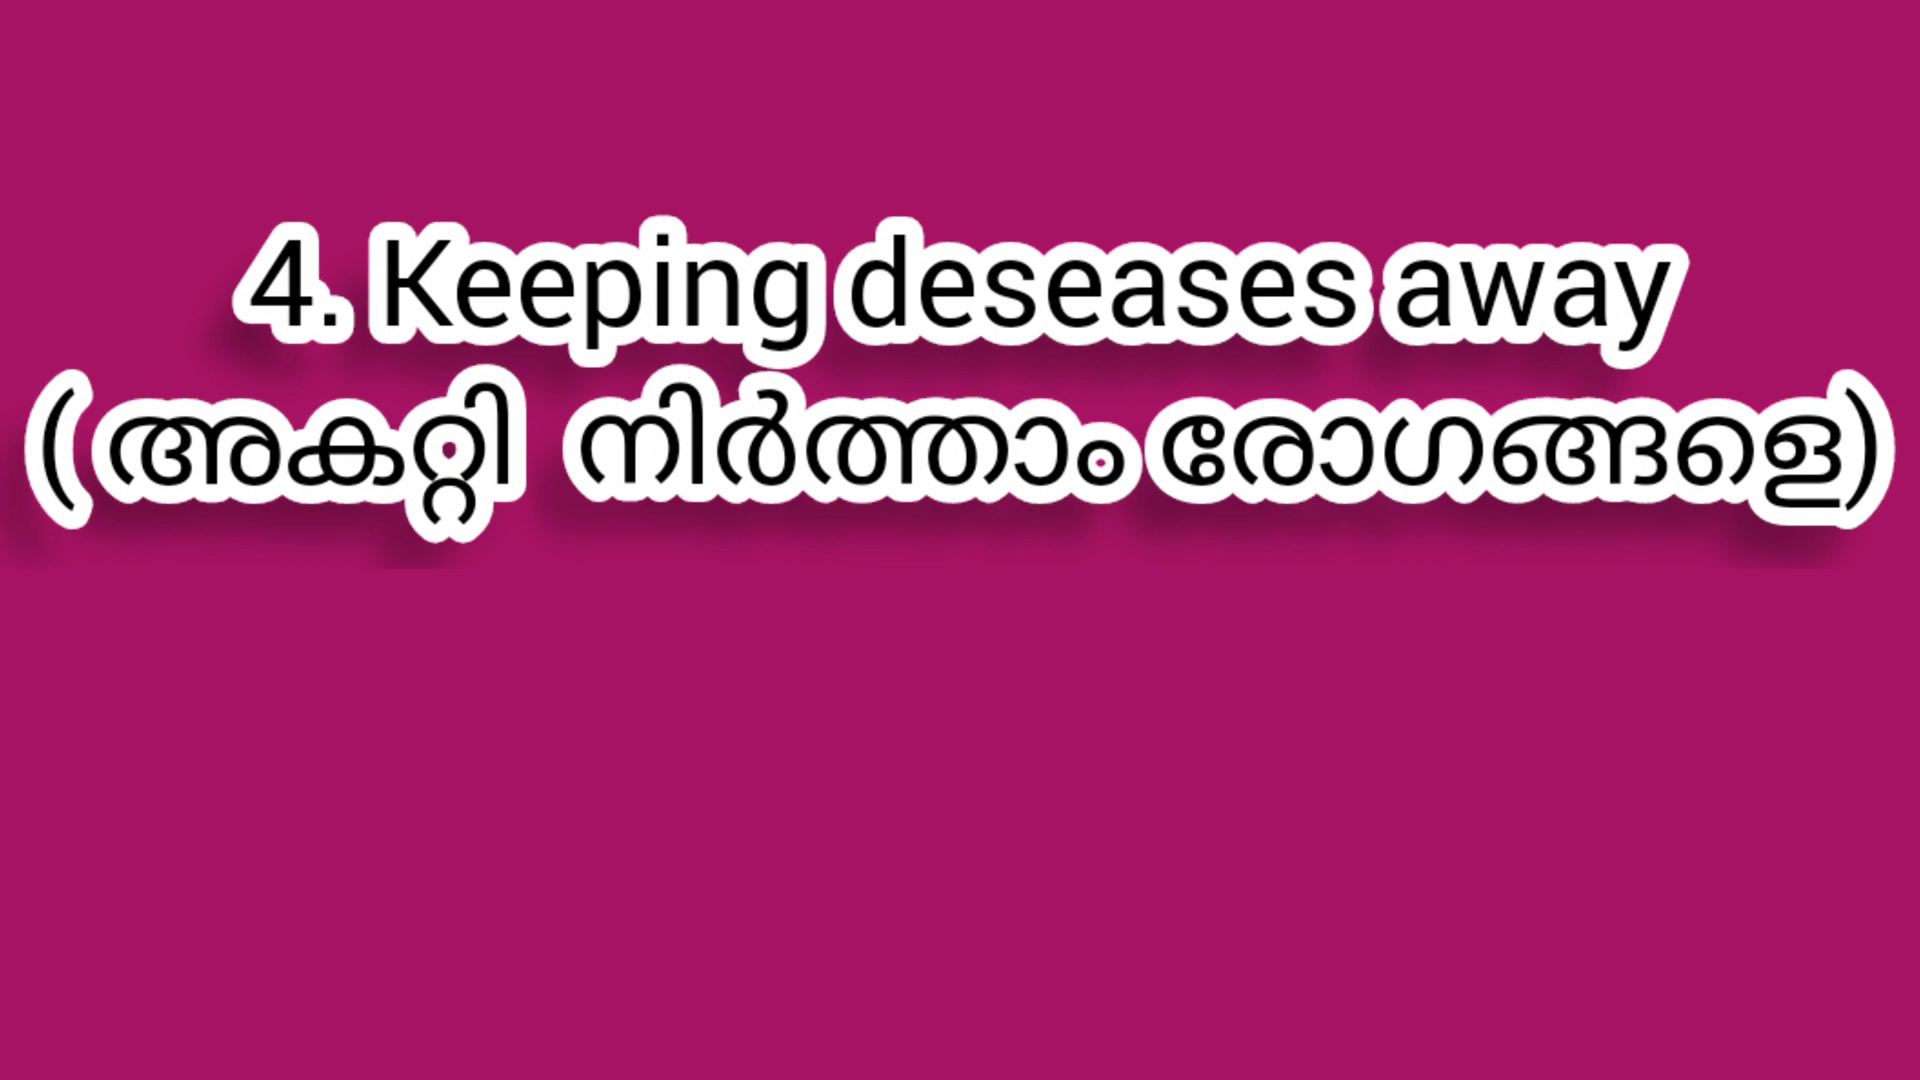 4. Keeping deseases away
( അകറ്റി നിർത്താം രോഗങ്ങളെ)